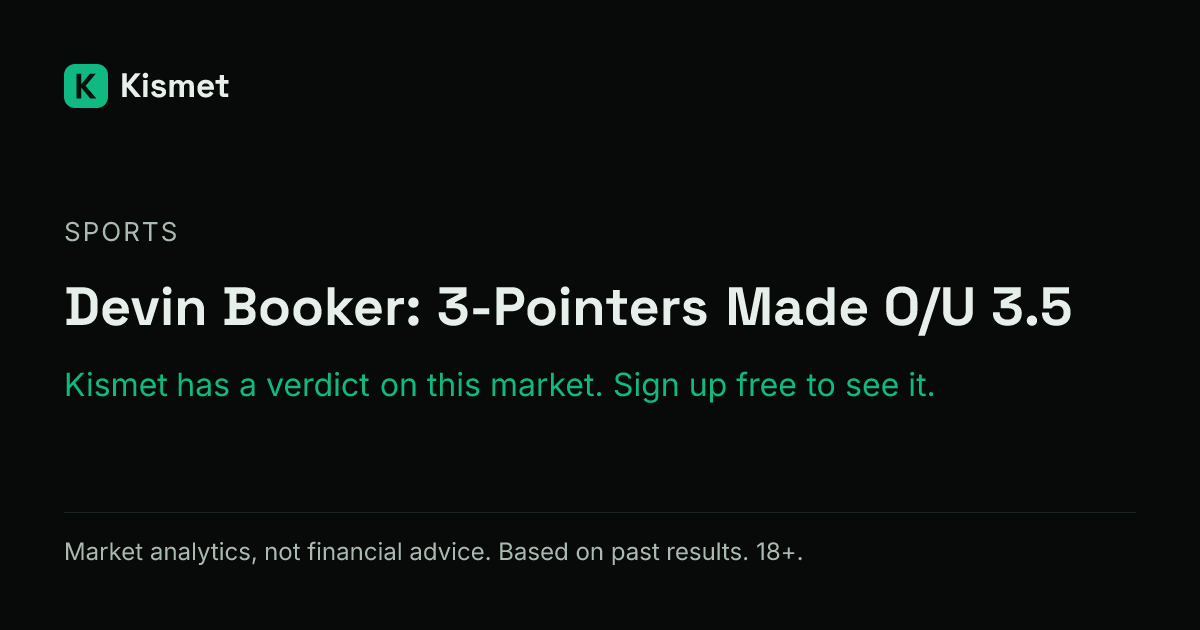 K Kismet
SPORTS
Devin Booker: 3-Pointers Made O/U 3.5
Kismet has a verdict on this market. Sign up free to see it.
Market analytics, not financial advice. Based on past results. 18+.